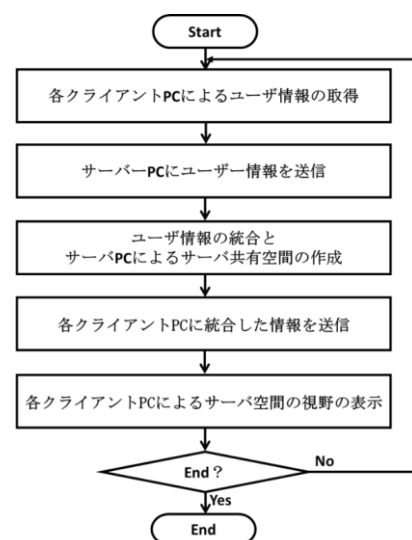 Start
各クライアントPCによるユーザ情報の取得
サーバーPCにユーザー情報を送信
ユーザ情報の統合と
サーバPCによるサーバ共有空間の作成
各クライアントPCに統合した情報を送信
各クライアントPCによるサーバ空間の視野の表示
End？
No
Yes
End